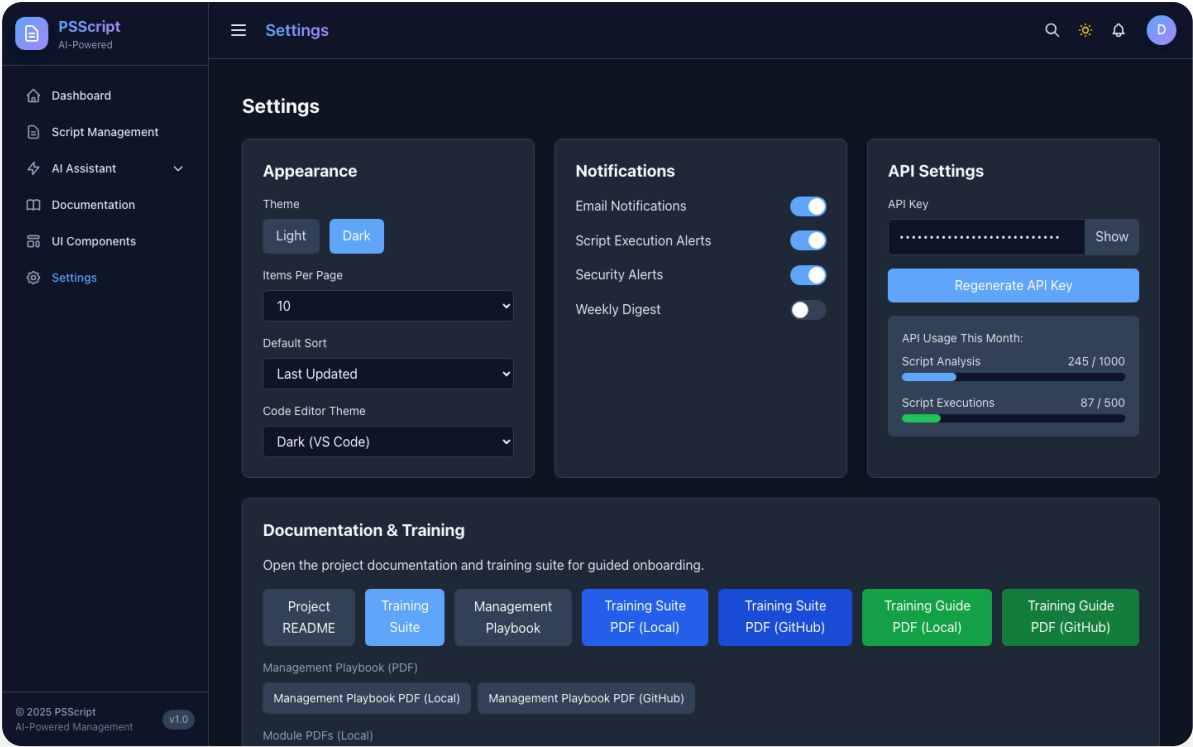 PSScript
AI-Powered
Dashboard
Script Management
AI Assistant
Documentation
UI Components
Settings
© 2025 PSScript
AI-Powered Management
v1.0
Settings
D
Settings
Appearance
Theme
Light
Dark
Items Per Page
10
Default Sort
Last Updated
Code Editor Theme
Dark (VS Code)
Notifications
Email Notifications
Script Execution Alerts
Security Alerts
Weekly Digest
API Settings
API Key
Show
Regenerate API Key
API Usage This Month:
Script Analysis 245 / 1000
Script Executions 87 / 500
Documentation & Training
Open the project documentation and training suite for guided onboarding.
Project
README
Training
Suite
Management
Playbook
Training Suite
PDF (Local)
Training Suite
PDF (GitHub)
Training Guide
PDF (Local)
Training Guide
PDF (GitHub)
Management Playbook (PDF)
Management Playbook PDF (Local)
Management Playbook PDF (GitHub)
Module PDFs (Local)